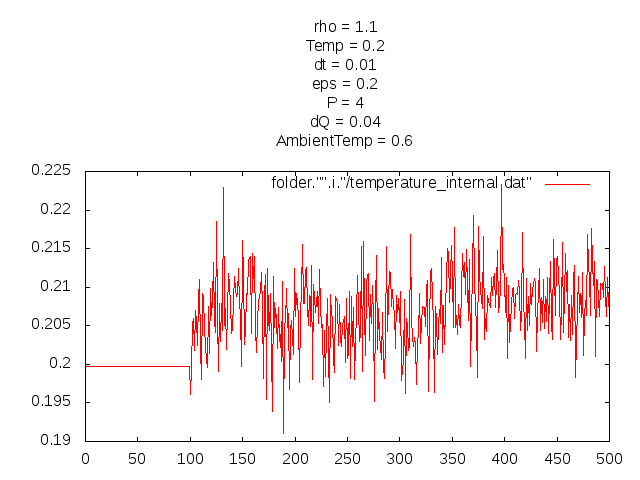 rho = 1.1
Temp = 0.2
dt = 0.01
eps = 0.2
P = 4
dQ = 0.04
AmbientTemp = 0.6
0.225
folder."".i."/temperature_internal.dat"
0.22
0.215
0.21
0.205
0.2
0.195
0.19
0 50 100 150 200 250 300 350 400 450 500